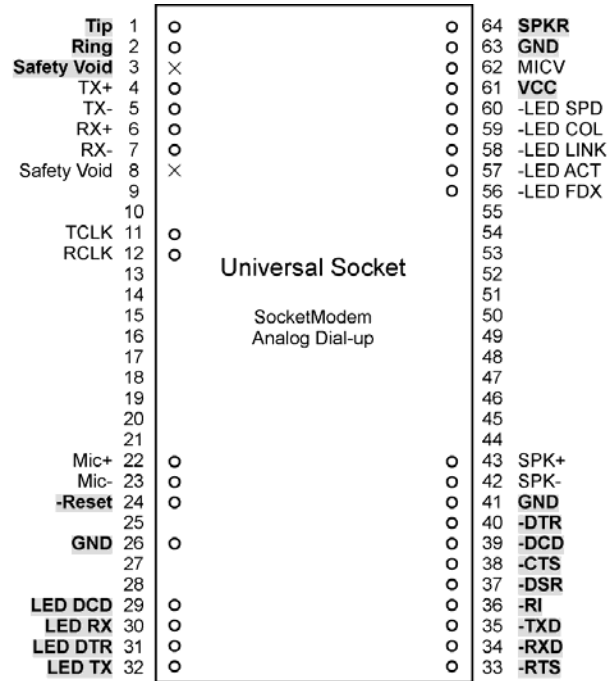 Tip 1 64 SPKR
Ring 2 63 GND
Safety Void 3 62 MICV
TX+ 4 61 VCC
TX- 5 60 -LED SPD
RX+ 6 59 -LED COL
RX- 7 58 -LED LINK
Safety Void 8 57 -LED ACT
9 56 -LED FDX
10 55
TCLK 11 54
RCLK 12 53
Universal Socket
13 52
14 51
15 SocketModem 50
16 Analog Dial-up 49
17 48
18 47
19 46
20 45
21 44
Mic+ 22 43 SPK+
Mic- 23 42 SPK-
-Reset 24 41 GND
25 40 -DTR
GND 26 39 -DCD
27 38 -CTS
28 37 -DSR
LED DCD 29 36 -RI
LED RX 30 35 -TXD
LED DTR 31 34 -RXD
LED TX 32 33 -RTS